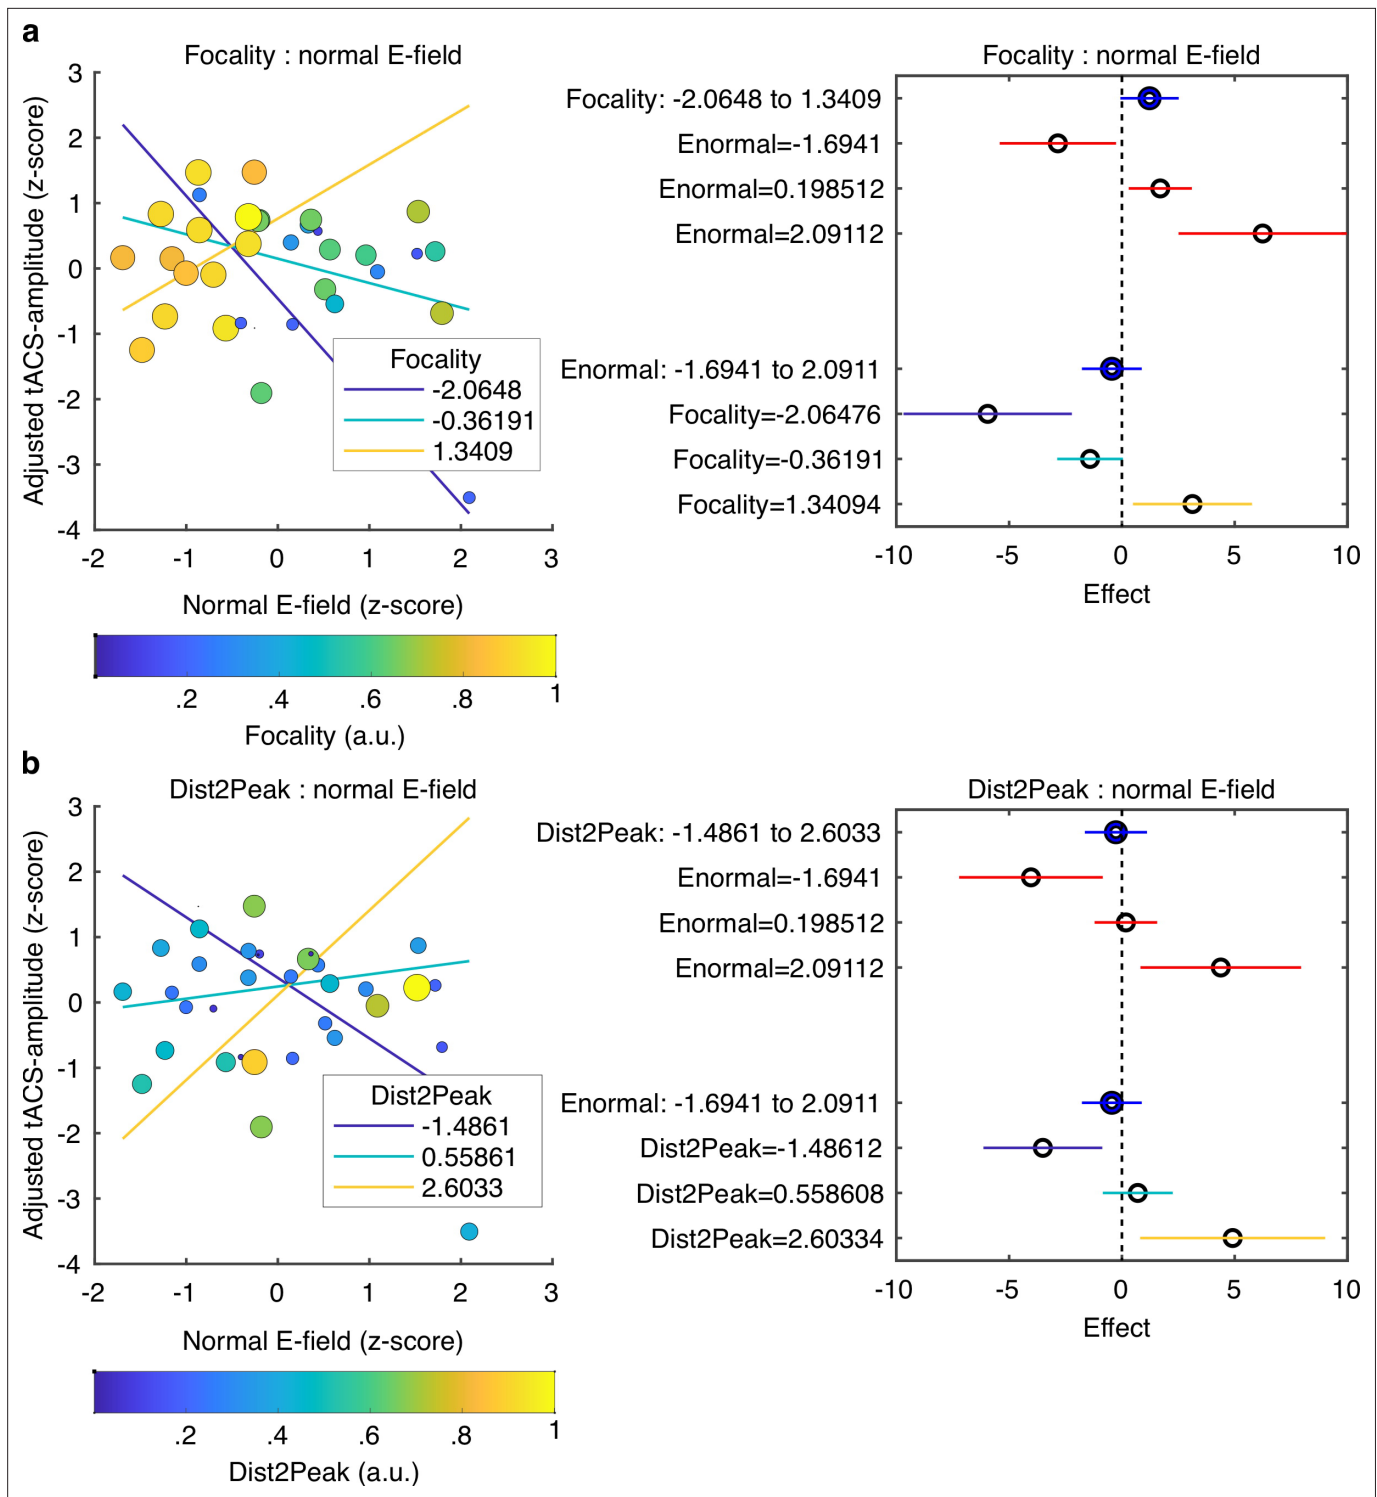 a
Focality : normal E-field
Adjusted tACS-amplitude (z-score)
3
2
1
0
-1
-2
-3
-4
Focality
-2.0648
-0.36191
1.3409
-2 -1 0 1 2 3
Normal E-field (z-score)
.2 .4 .6 .8 1
Focality (a.u.)
Focality : normal E-field
Focality: -2.0648 to 1.3409
Enormal=-1.6941
Enormal=0.198512
Enormal=2.09112
Enormal: -1.6941 to 2.0911
Focality=-2.06476
Focality=-0.36191
Focality=1.34094
-10 -5 0 5 10
Effect
b
Dist2Peak : normal E-field
Adjusted tACS-amplitude (z-score)
3
2
1
0
-1
-2
-3
-4
Dist2Peak
-1.4861
0.55861
2.6033
-2 -1 0 1 2 3
Normal E-field (z-score)
.2 .4 .6 .8 1
Dist2Peak (a.u.)
Dist2Peak : normal E-field
Dist2Peak: -1.4861 to 2.6033
Enormal=-1.6941
Enormal=0.198512
Enormal=2.09112
Enormal: -1.6941 to 2.0911
Dist2Peak=-1.48612
Dist2Peak=0.558608
Dist2Peak=2.60334
-10 -5 0 5 10
Effect